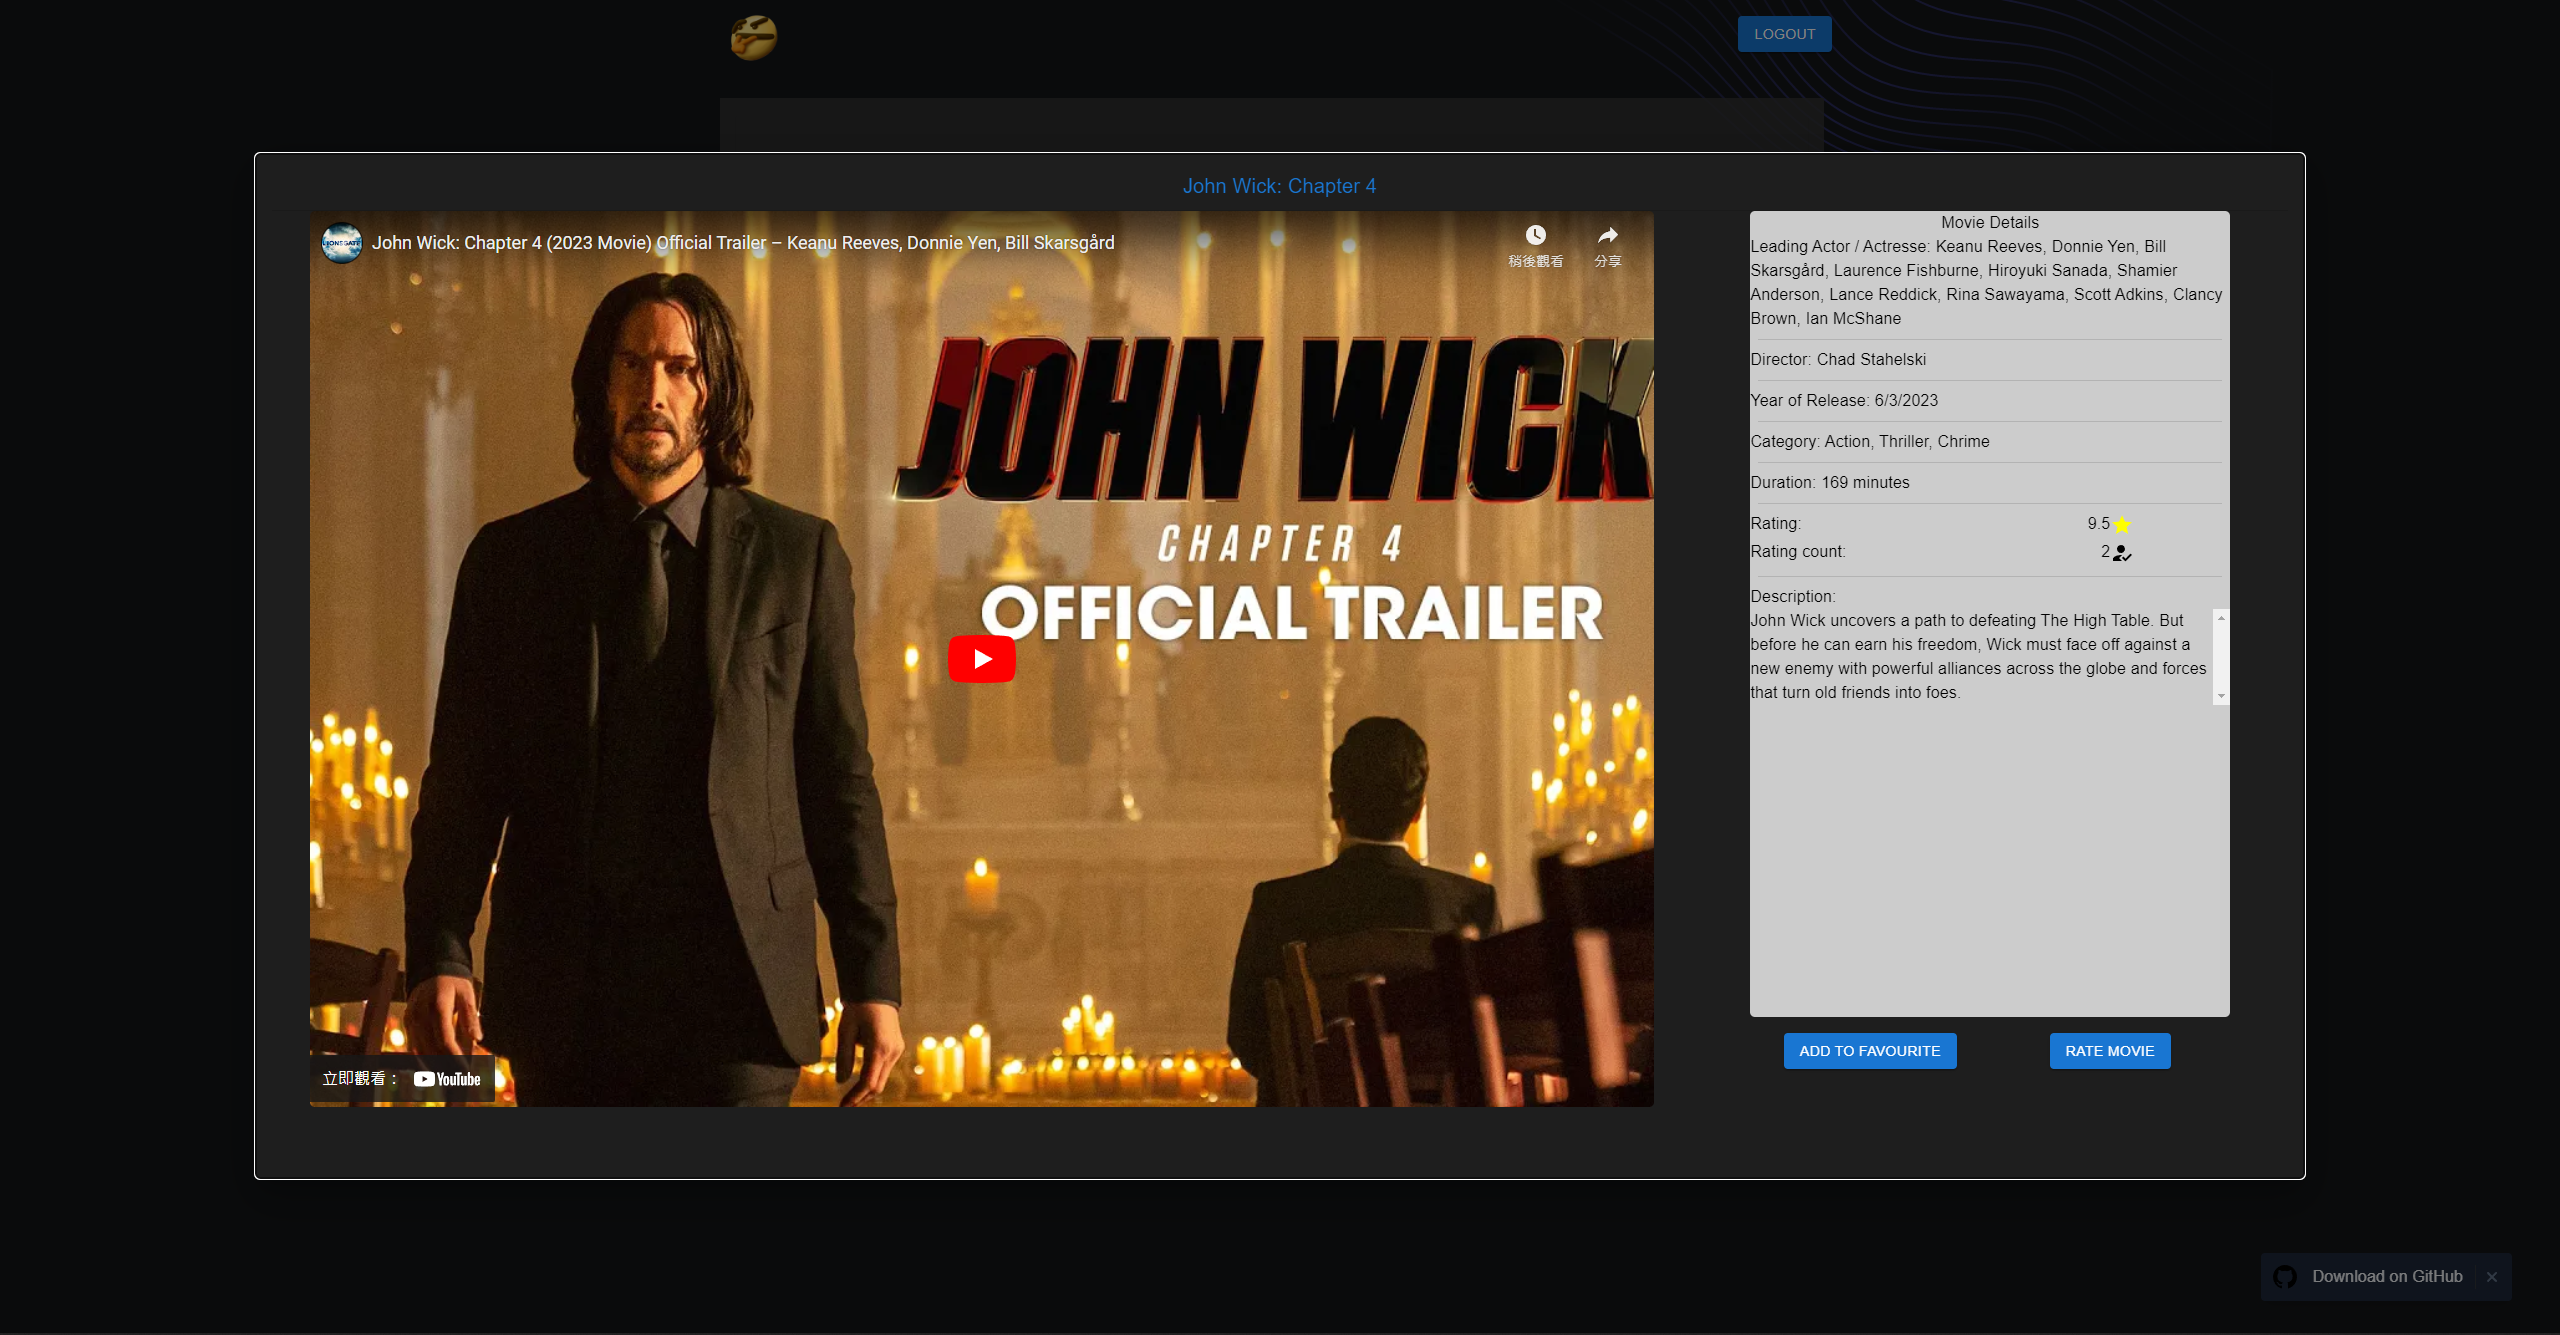 LOGOUT
John Wick: Chapter 4
LIONSGATE
John Wick: Chapter 4 (2023 Movie) Official Trailer – Keanu Reeves, Donnie Yen, Bill Skarsgård
稍後觀看
分享
JOHN WICK
CHAPTER 4
OFFICIAL TRAILER
立即觀看：
YouTube
Movie Details
Leading Actor / Actresse: Keanu Reeves, Donnie Yen, Bill
Skarsgård, Laurence Fishburne, Hiroyuki Sanada, Shamier
Anderson, Lance Reddick, Rina Sawayama, Scott Adkins, Clancy
Brown, Ian McShane
Director: Chad Stahelski
Year of Release: 6/3/2023
Category: Action, Thriller, Chrime
Duration: 169 minutes
Rating: 9.5
Rating count: 2
Description:
John Wick uncovers a path to defeating The High Table. But
before he can earn his freedom, Wick must face off against a
new enemy with powerful alliances across the globe and forces
that turn old friends into foes.
ADD TO FAVOURITE
RATE MOVIE
Download on GitHub